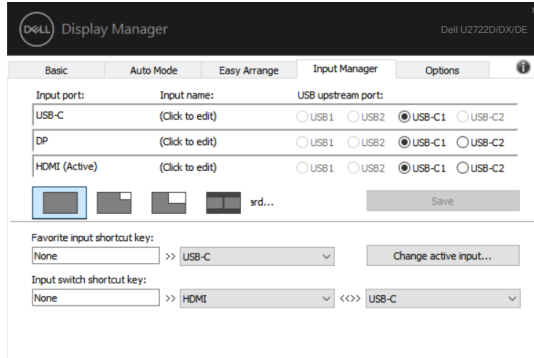 DELL Display Manager
Dell U2722D/DX/DE
Basic Auto Mode Easy Arrange Input Manager Options i
Input port: Input name: USB upstream port:
USB-C (Click to edit) USB1 USB2 USB-C1 USB-C2
DP (Click to edit) USB1 USB2 USB-C1 USB-C2
HDMI (Active) (Click to edit) USB1 USB2 USB-C1 USB-C2
Save
Favorite input shortcut key:
None >> USB-C Change active input...
Input switch shortcut key:
None >> HDMI <<>> USB-C